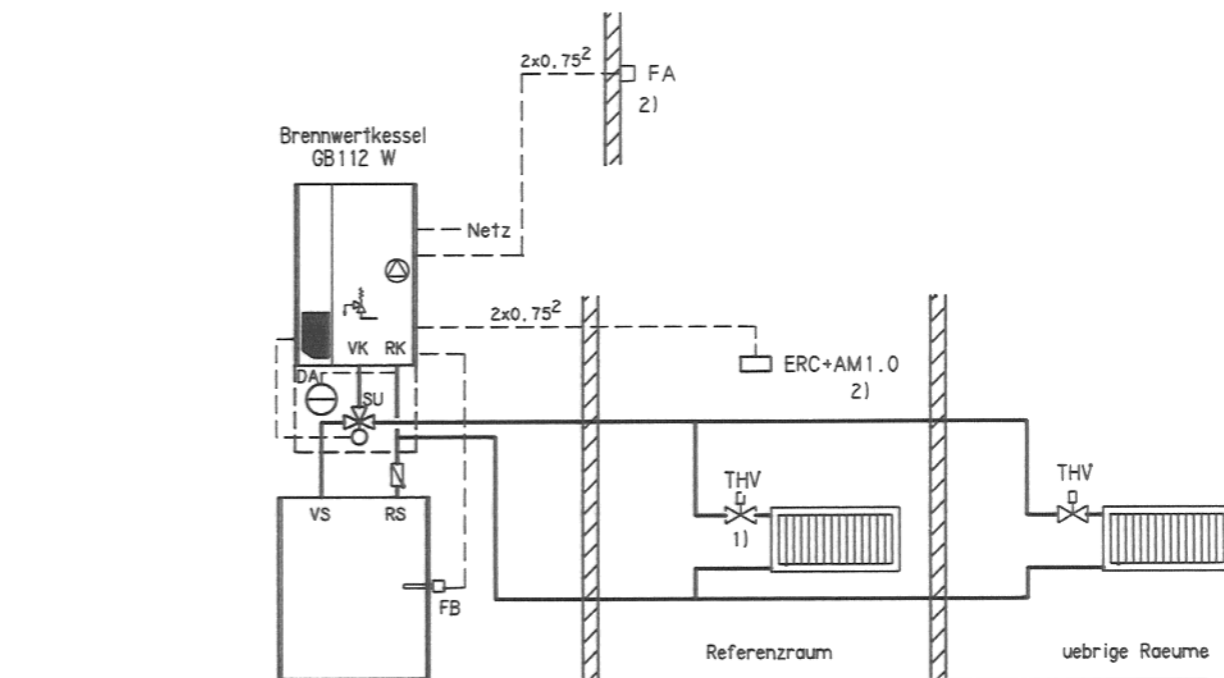 2x0,75²
FA
2)
Brennwertkessel
GB112 W
Netz
2x0,75²
VK RK
ERC+AM1.0
2)
DA
SU
THV
1)
THV
VS RS
FB
Referenzraum
uebrige Raeume